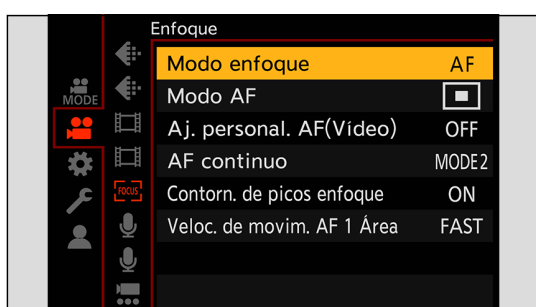 Enfoque
Modo enfoque AF
MODE
Modo AF
Aj. personal. AF(Vídeo) OFF
AF continuo MODE2
FOCUS
Contorn. de picos enfoque ON
Veloc. de movim. AF 1 Área FAST